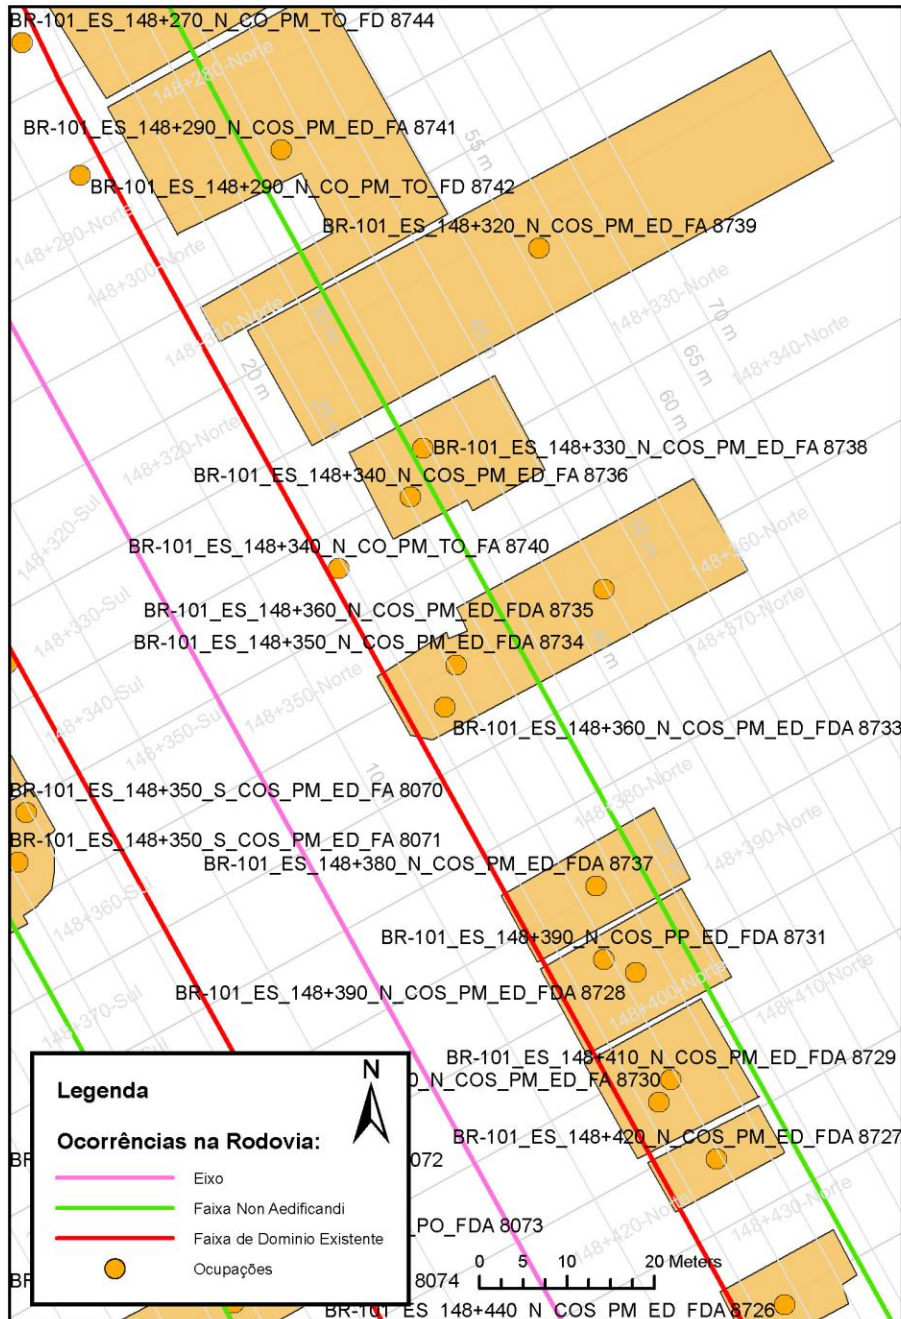 BR-101_ES_148+270_N_CO_PM_TO_FD 8744
148+280-Norte
BR-101_ES_148+290_N_COS_PM_ED_FA 8741
55 m
BR-101_ES_148+290_N_CO_PM_TO_FD 8742
BR-101_ES_148+320_N_COS_PM_ED_FA 8739
148+290-Norte
148+300-Norte
148+310-Norte
148+330-Norte
70 m
20 m
65 m
148+340-Norte
60 m
148+320-Norte
BR-101_ES_148+330_N_COS_PM_ED_FA 8738
BR-101_ES_148+340_N_COS_PM_ED_FA 8736
148+320-Sul
BR-101_ES_148+340_N_CO_PM_TO_FA 8740
148+360-Norte
148+330-Sul
BR-101_ES_148+360_N_COS_PM_ED_FDA 8735
148+370-Norte
BR-101_ES_148+350_N_COS_PM_ED_FDA 8734
148+340-Sul
148+350-Sul
148+350-Norte
BR-101_ES_148+360_N_COS_PM_ED_FDA 8733
BR-101_ES_148+350_S_COS_PM_ED_FA 8070
148+380-Norte
BR-101_ES_148+350_S_COS_PM_ED_FA 8071
148+390-Norte
BR-101_ES_148+380_N_COS_PM_ED_FDA 8737
148+360-Sul
BR-101_ES_148+390_N_COS_PP_ED_FDA 8731
BR-101_ES_148+390_N_COS_PM_ED_FDA 8728
148+400-Norte
148+410-Norte
148+370-Sul
BR-101_ES_148+410_N_COS_PM_ED_FDA 8729
0_N_COS_PM_ED_FA 8730
BR-101_ES_148+420_N_COS_PM_ED_FDA 8727
148+420-Norte
148+430-Norte
_PO_FDA 8073
8074
BR-101_ES_148+440_N_COS_PM_ED_FDA 8726
N
Legenda
Ocorrências na Rodovia:
Eixo
Faixa Non Aedificandi
Faixa de Dominio Existente
Ocupações
0 5 10 20 Meters